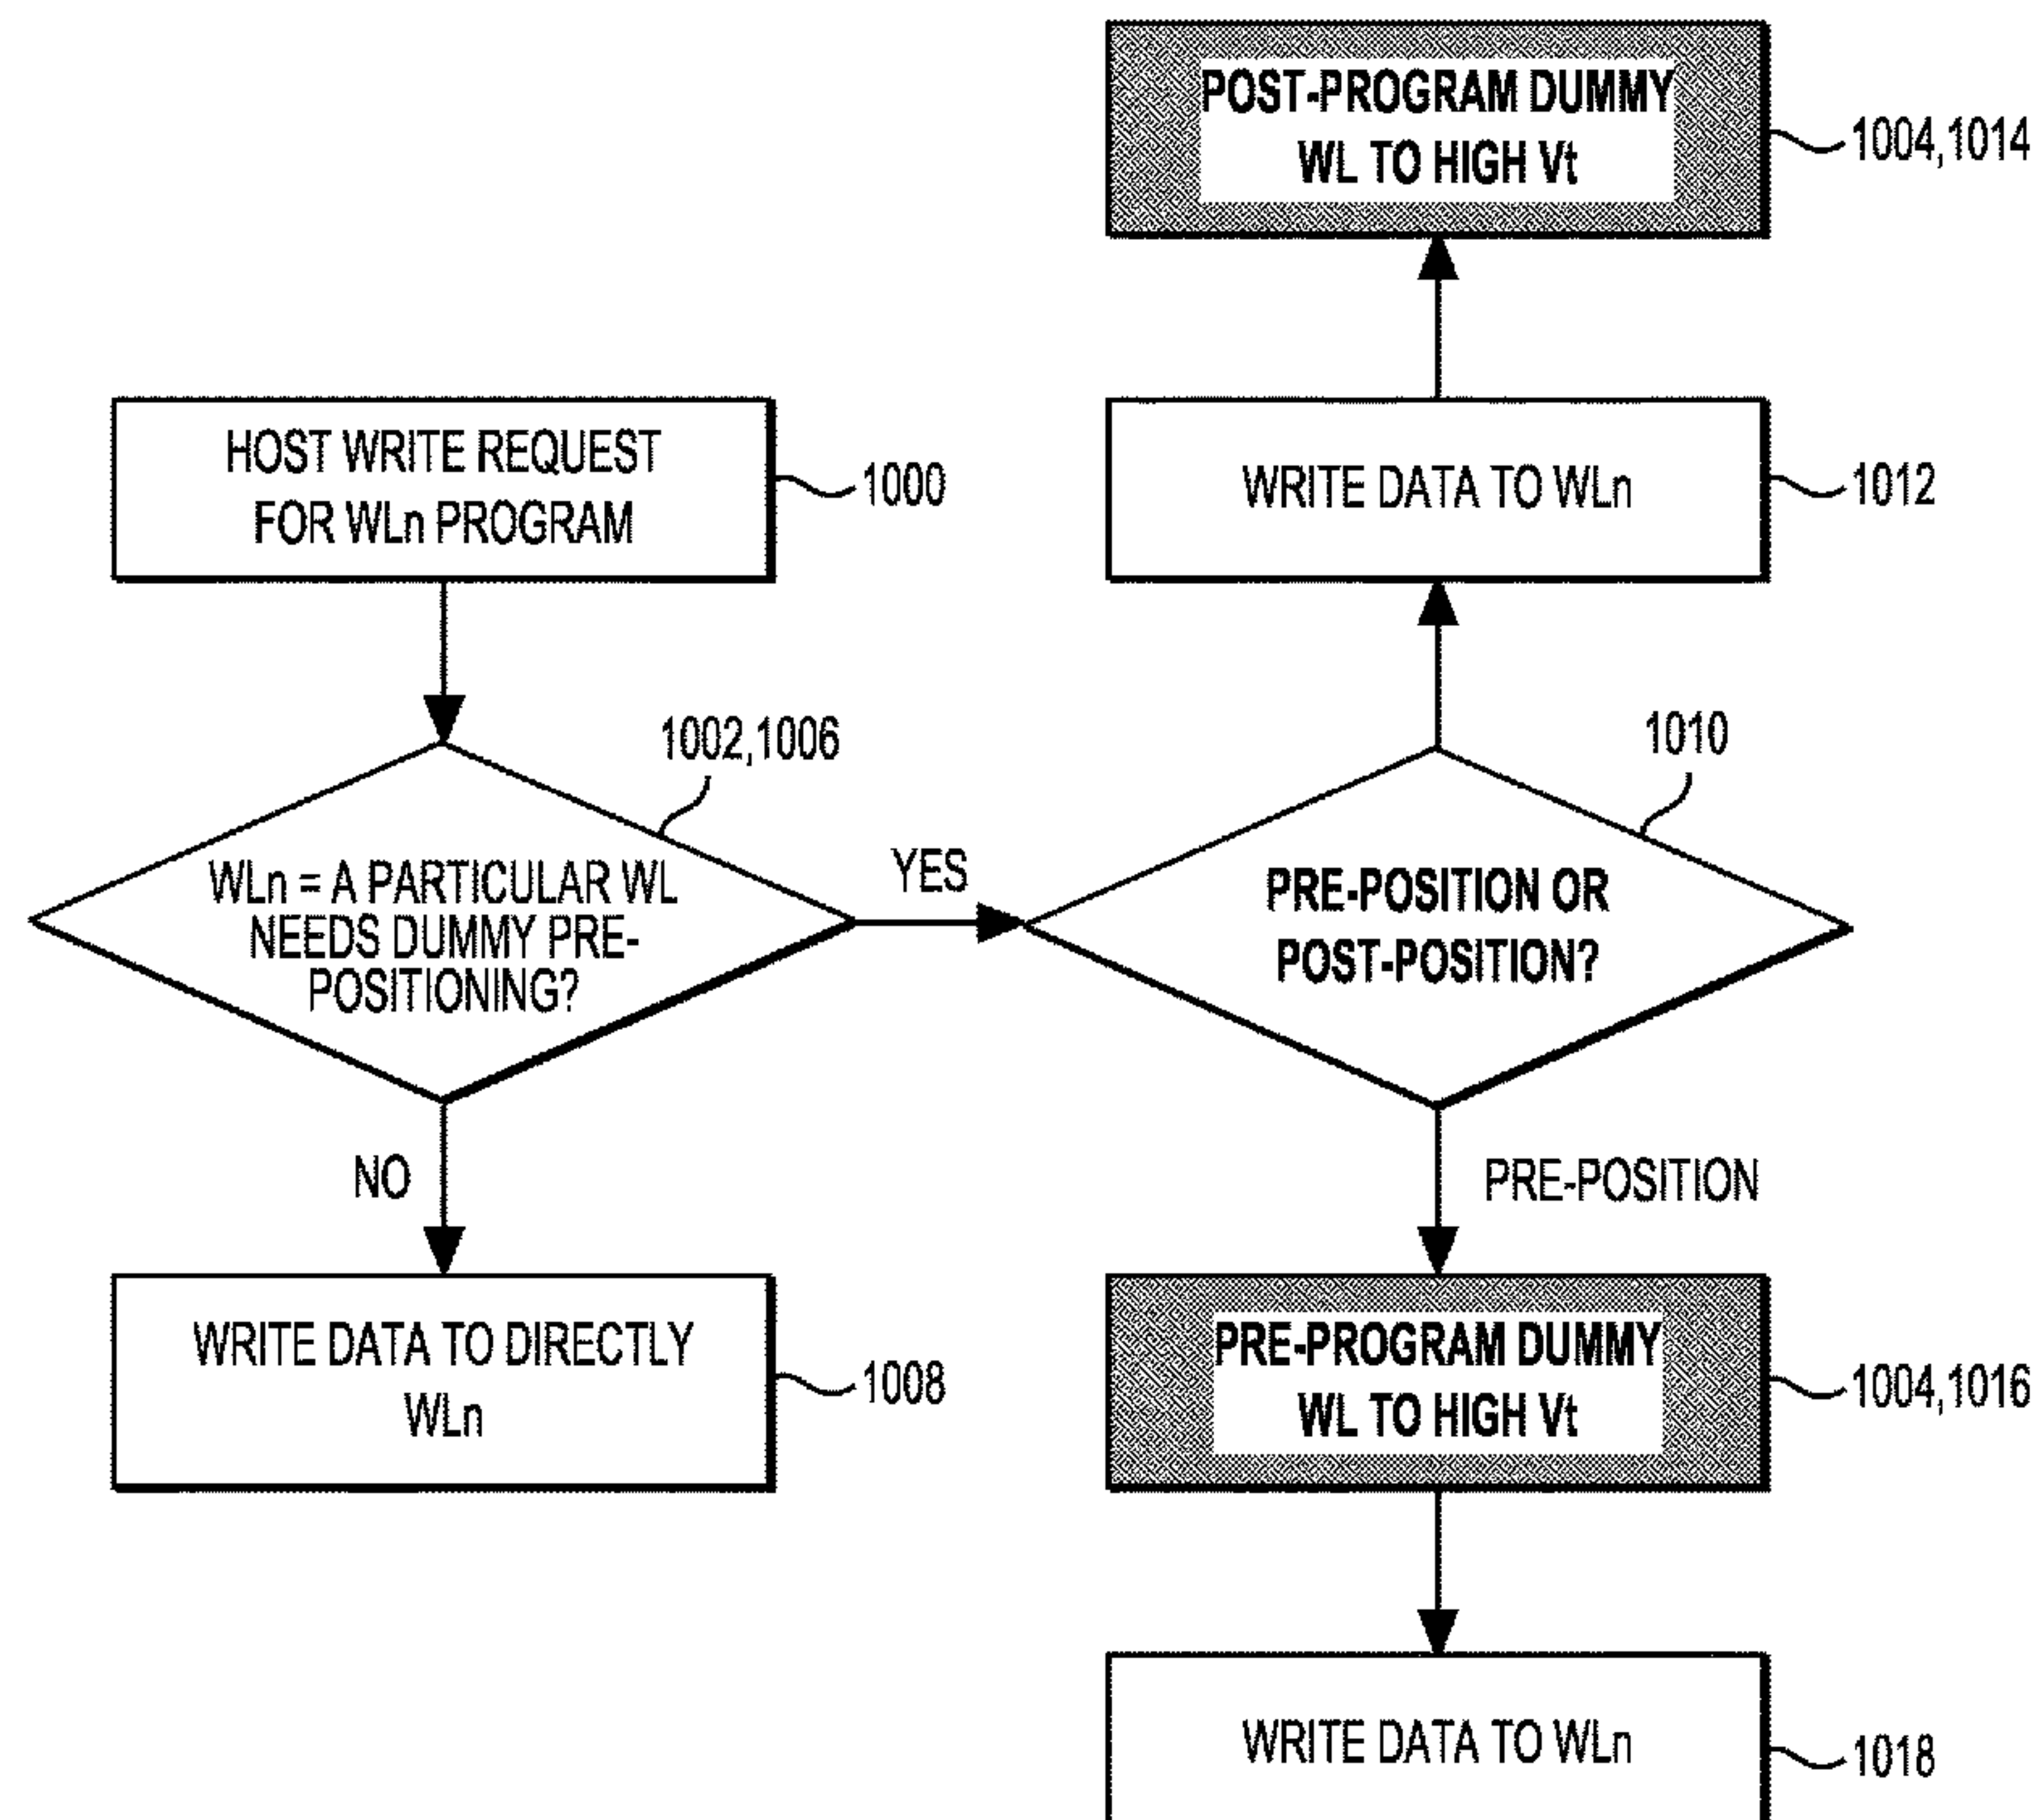 POST-PROGRAM DUMMY
WL TO HIGH Vt
1004,1014
HOST WRITE REQUEST
FOR WLn PROGRAM
1000
WRITE DATA TO WLn
1012
1002,1006
WLn = A PARTICULAR WL
NEEDS DUMMY PRE-
POSITIONING?
YES
1010
PRE-POSITION OR
POST-POSITION?
NO
PRE-POSITION
WRITE DATA TO DIRECTLY
WLn
1008
PRE-PROGRAM DUMMY
WL TO HIGH Vt
1004,1016
WRITE DATA TO WLn
1018